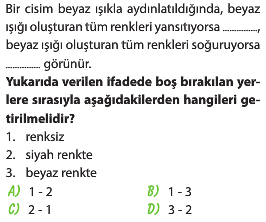 Bir cisim beyaz ışıkla aydınlatıldığında, beyaz
ışığı oluşturan tüm renkleri yansıtıyorsa ..............,
beyaz ışığı oluşturan tüm renkleri soğuruyorsa
.............. görünür.
Yukarıda verilen ifadede boş bırakılan yer-
lere sırasıyla aşağıdakilerden hangileri ge-
tirilmelidir?
1. renksiz
2. siyah renkte
3. beyaz renkte
A) 1 - 2 B) 1 - 3
C) 2 - 1 D) 3 - 2